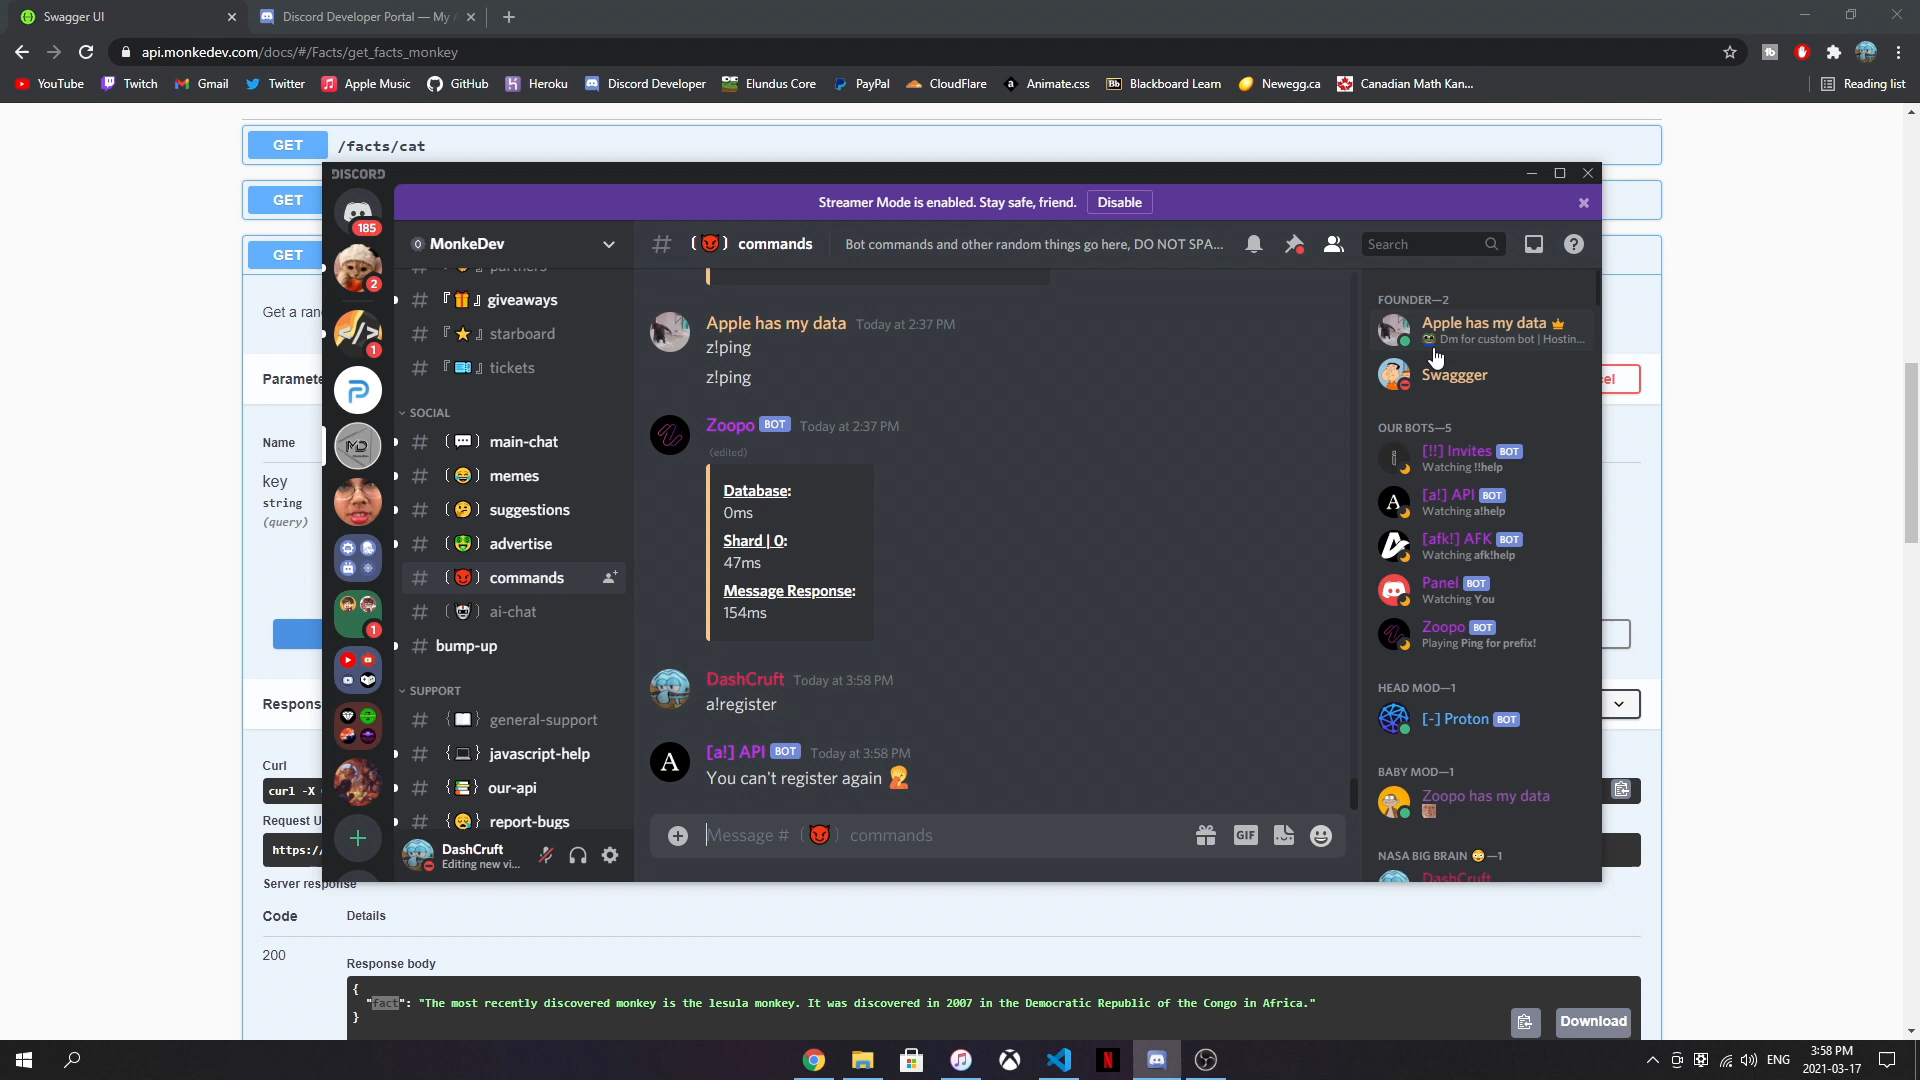 Swagger UI
Discord Developer Portal — My A
api.monkedev.com/docs/#/Facts/get_facts_monkey
YouTube
Twitch
Gmail
Twitter
Apple Music
GitHub
Heroku
Discord Developer
Elundus Core
PayPal
CloudFlare
Animate.css
Blackboard Learn
Newegg.ca
Canadian Math Kan...
Reading list
GET /facts/cat
GET
GET
Get a ran
Paramete
cel
Name
key
string
(query)
Respons
Curl
curl -X
Request U
https:/
Server response
Code Details
200
Response body
{
"fact": "The most recently discovered monkey is the lesula monkey. It was discovered in 2007 in the Democratic Republic of the Congo in Africa."
}
Download
DISCORD
Streamer Mode is enabled. Stay safe, friend. Disable
185
2
1
MD
1
MonkeDev
# partners
# 『🎁』giveaways
# 『⭐』starboard
# 『🎟』tickets
SOCIAL
# (💬) main-chat
# (😄) memes
# (🤔) suggestions
# (🤑) advertise
# (😈) commands
# (🤖) ai-chat
# bump-up
SUPPORT
# {📖} general-support
# {💻} javascript-help
# {📚} our-api
# {😪} report-bugs
DashCruft
Editing new vi...
# (😈) commands
Bot commands and other random things go here, DO NOT SPA...
Search
Apple has my data Today at 2:37 PM
z!ping
z!ping
Zoopo BOT Today at 2:37 PM
(edited)
Database:
0ms
Shard | 0:
47ms
Message Response:
154ms
DashCruft Today at 3:58 PM
a!register
A
[a!] API BOT Today at 3:58 PM
You can't register again 🤦
Message # (😈) commands
GIF
FOUNDER—2
Apple has my data
Dm for custom bot | Hostin...
Swaggger
OUR BOTS—5
i
[!!] Invites BOT
Watching !!help
A
[a!] API BOT
Watching a!help
[afk!] AFK BOT
Watching afk!help
Panel BOT
Watching You
Zoopo BOT
Playing Ping for prefix!
HEAD MOD—1
[-] Proton BOT
BABY MOD—1
Zoopo has my data
NASA BIG BRAIN 😳—1
DashCruft
ENG
3:58 PM
2021-03-17